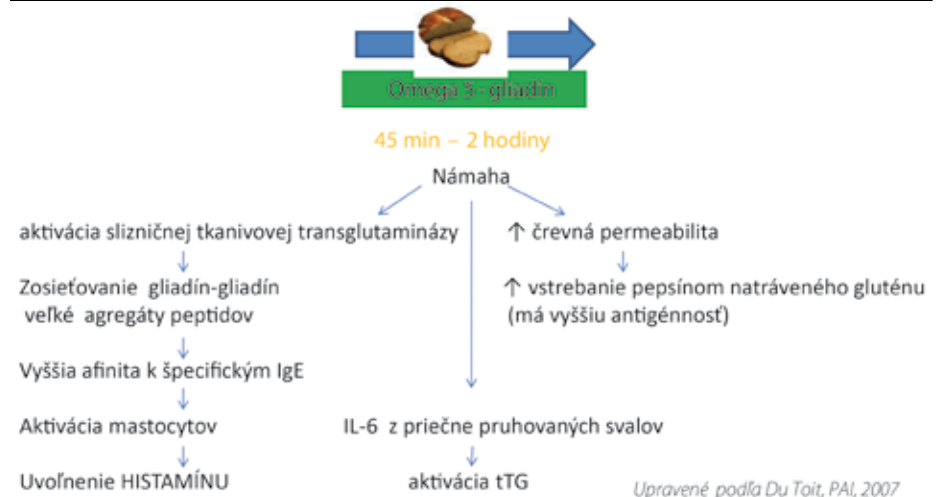 Omega 5 - gliadin
45 min – 2 hodiny
Námaha
aktivácia slizničnej tkanivovej transglutaminázy
↑ črevná permeabilita
Zosieťovanie gliadín-gliadín
veľké agregáty peptidov
↑ vstrebanie pepsínom natráveného gluténu
(má vyššiu antigénnosť)
Vyššia afinita k špecifickým IgE
Aktivácia mastocytov
IL-6 z priečne pruhovaných svalov
Uvoľnenie HISTAMÍNU
aktivácia tTG
Upravené podľa Du Toit, PAI, 2007